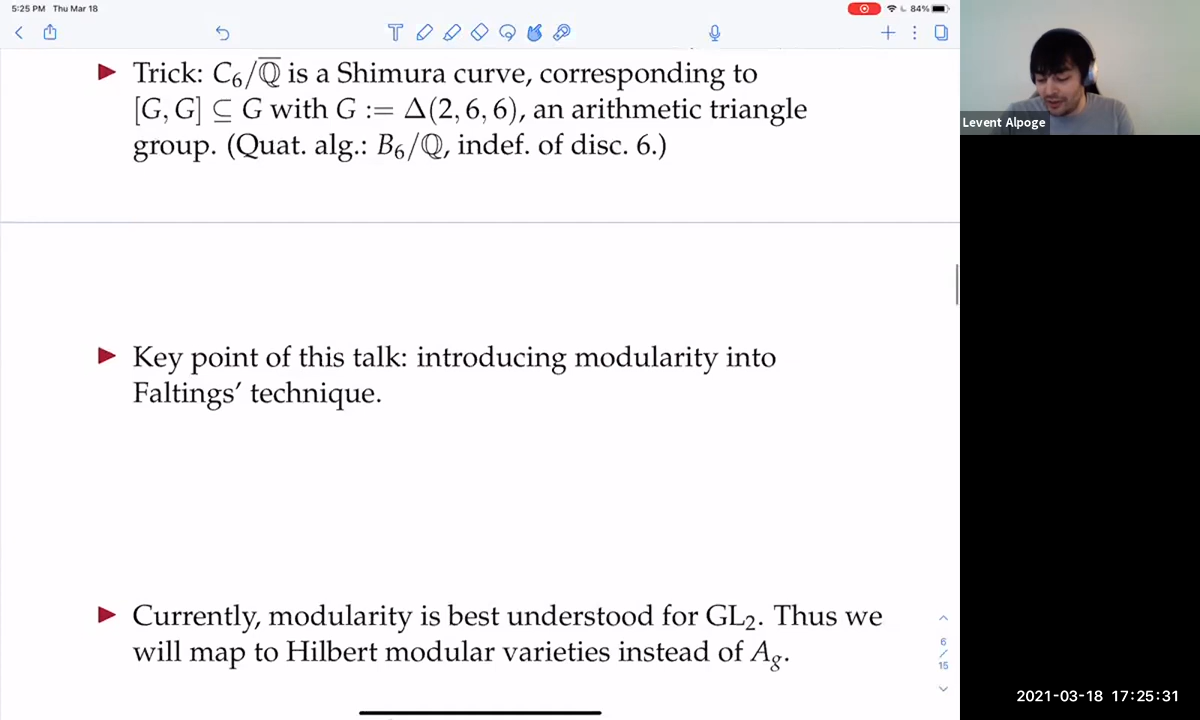 5:25 PM Thu Mar 18
84%
▶ Trick: C₆/Q̅ is a Shimura curve, corresponding to
[G, G] ⊆ G with G := Δ(2, 6, 6), an arithmetic triangle
group. (Quat. alg.: B₆/ℚ, indef. of disc. 6.)
▶ Key point of this talk: introducing modularity into
Faltings′ technique.
▶ Currently, modularity is best understood for GL₂. Thus we
will map to Hilbert modular varieties instead of A_g.
6
/
15
Levent Alpoge
2021-03-18 17:25:31